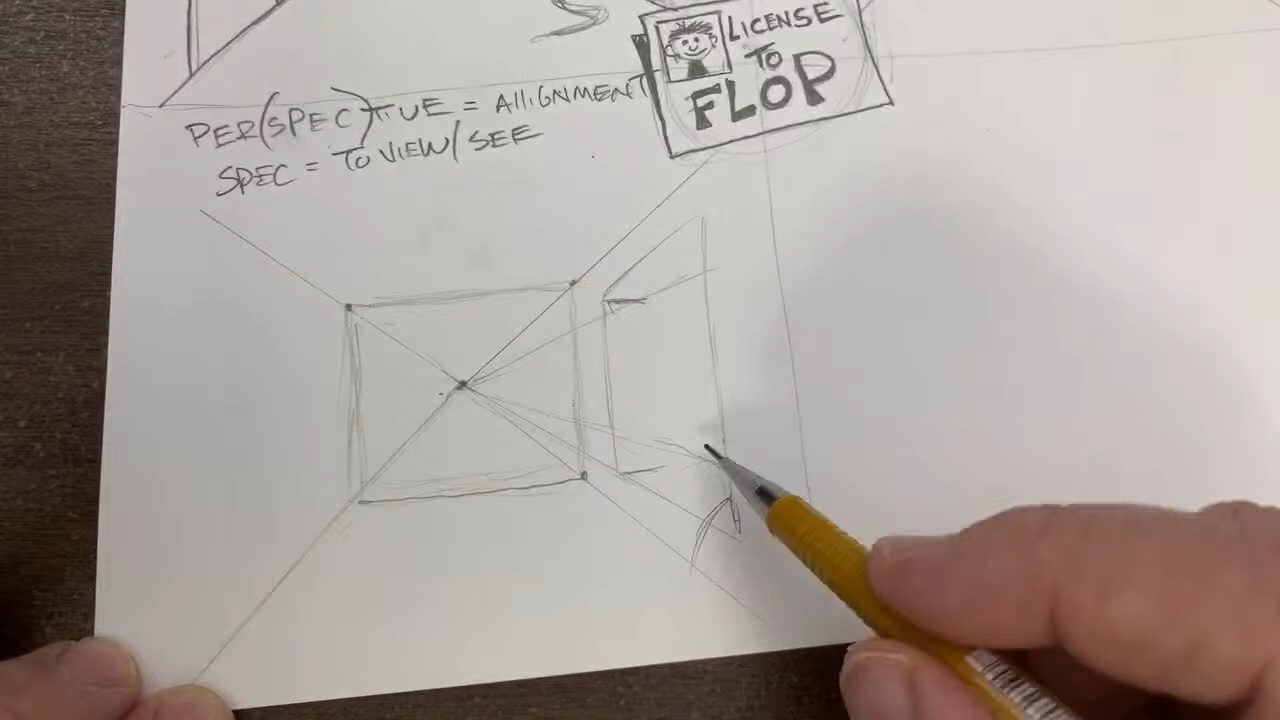 LICENSE
TO
FLOP
PER(SPEC)TIVE = ALLIGNMENT
SPEC = TO VIEW/SEE